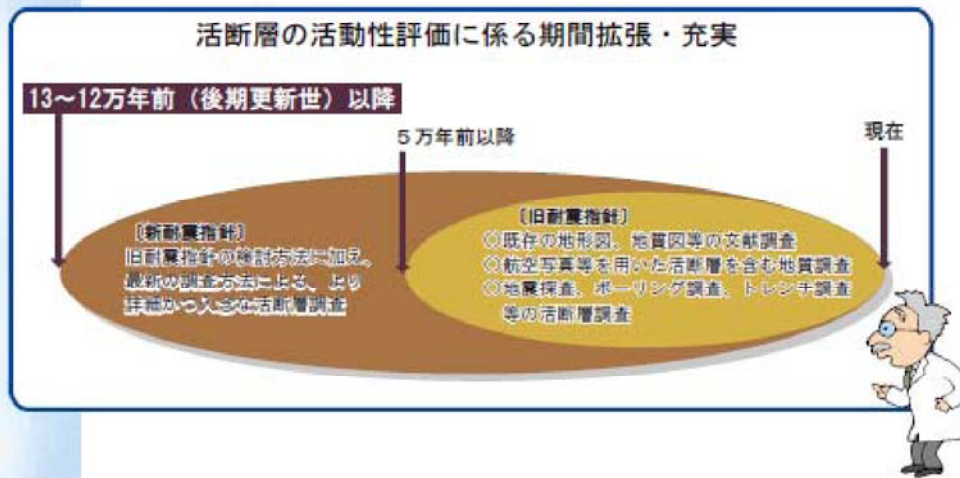 活断層の活動性評価に係る期間拡張・充実
13～12万年前（後期更新世）以降
５万年前以降
現在
〔新耐震指針〕
旧耐震指針の検討方法に加え、
最新の調査方法による、より
詳細かつ入念な活断層調査
〔旧耐震指針〕
◇既存の地形図、地質図等の文献調査
◇航空写真等を用いた活断層を含む地質調査
◇地震探査、ボーリング調査、トレンチ調査
等の活断層調査